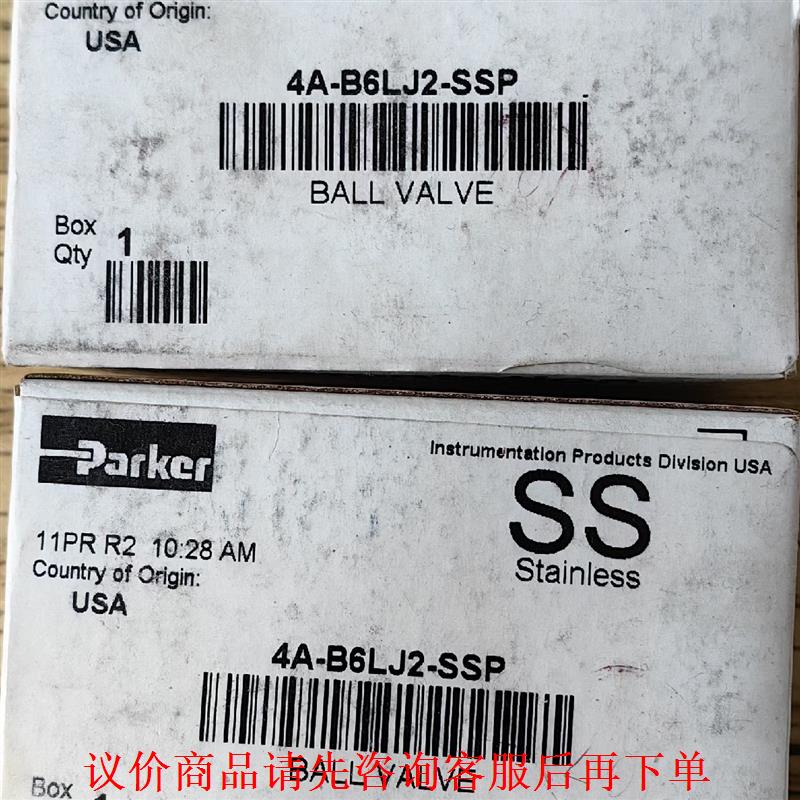 Country of Origin:
USA
4A-B6LJ2-SSP
BALL VALVE
Box
Qty
1
Parker
Instrumentation Products Division USA
SS
Stainless
11PR R2 10:28 AM
Country of Origin:
USA
4A-B6LJ2-SSP
BALL VALVE
议价商品请先咨询客服后再下单
Box